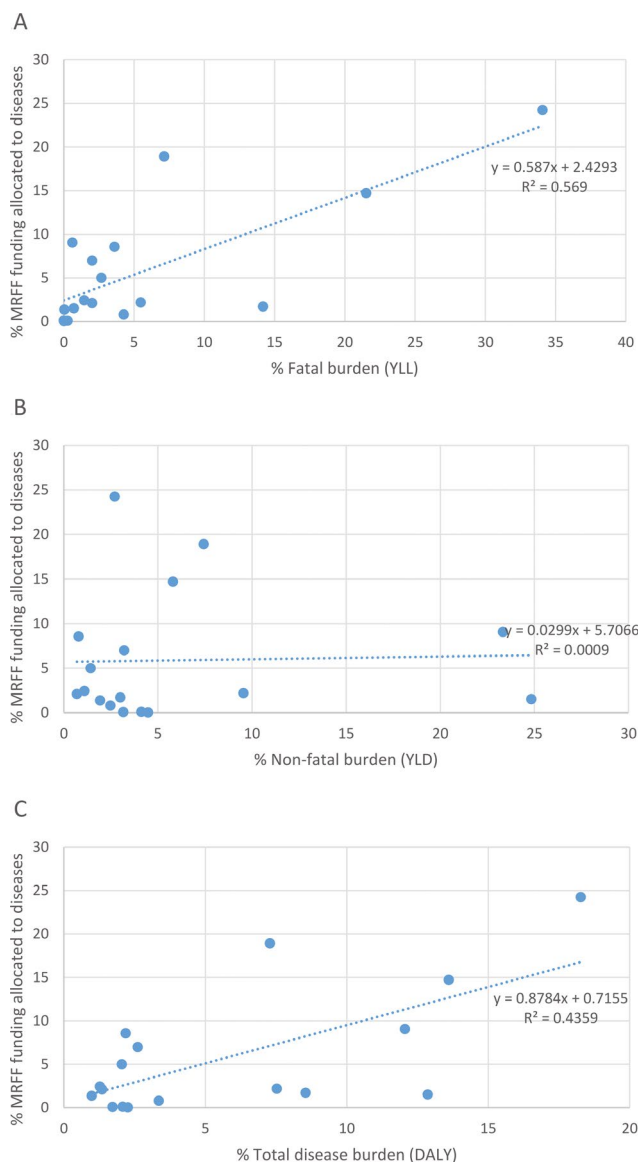 A
% MRFF funding allocated to diseases
30
25
20
15
10
5
0
y = 0.587x + 2.4293
R² = 0.569
0 5 10 15 20 25 30 35 40
% Fatal burden (YLL)
B
% MRFF funding allocated to diseases
30
25
20
15
10
5
0
y = 0.0299x + 5.7066
R² = 0.0009
0 5 10 15 20 25 30
% Non-fatal burden (YLD)
C
% MRFF funding allocated to diseases
30
25
20
15
10
5
0
y = 0.8784x + 0.7155
R² = 0.4359
0 5 10 15 20
% Total disease burden (DALY)